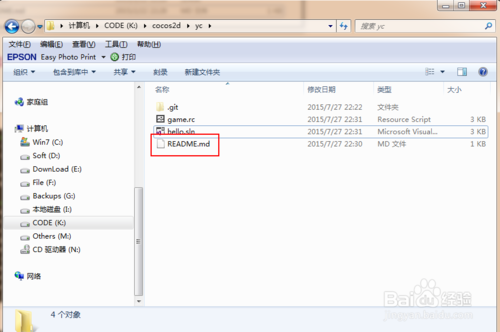 计算机 ▸ CODE (K:) ▸ cocos2d ▸ yc ▸
搜索 yc
文件(F) 编辑(E) 查看(V) 工具(T) 帮助(H)
EPSON Easy Photo Print 打印
组织 包含到库中 共享 刻录 新建文件夹
名称 修改日期 类型 大小
.git 2015/7/27 22:22 文件夹
game.rc 2015/7/27 22:31 Resource Script 3 KB
hello.sln 2015/7/27 22:31 Microsoft Visual... 3 KB
README.md 2015/7/27 22:30 MD 文件 1 KB
家庭组
计算机
Win7 (C:)
Soft (D:)
DownLoad (E:)
File (F:)
Backups (G:)
本地磁盘 (I:)
CODE (K:)
Others (M:)
CD 驱动器 (N:)
网络
4 个对象
Baidu 经验
jingyan.baidu.com